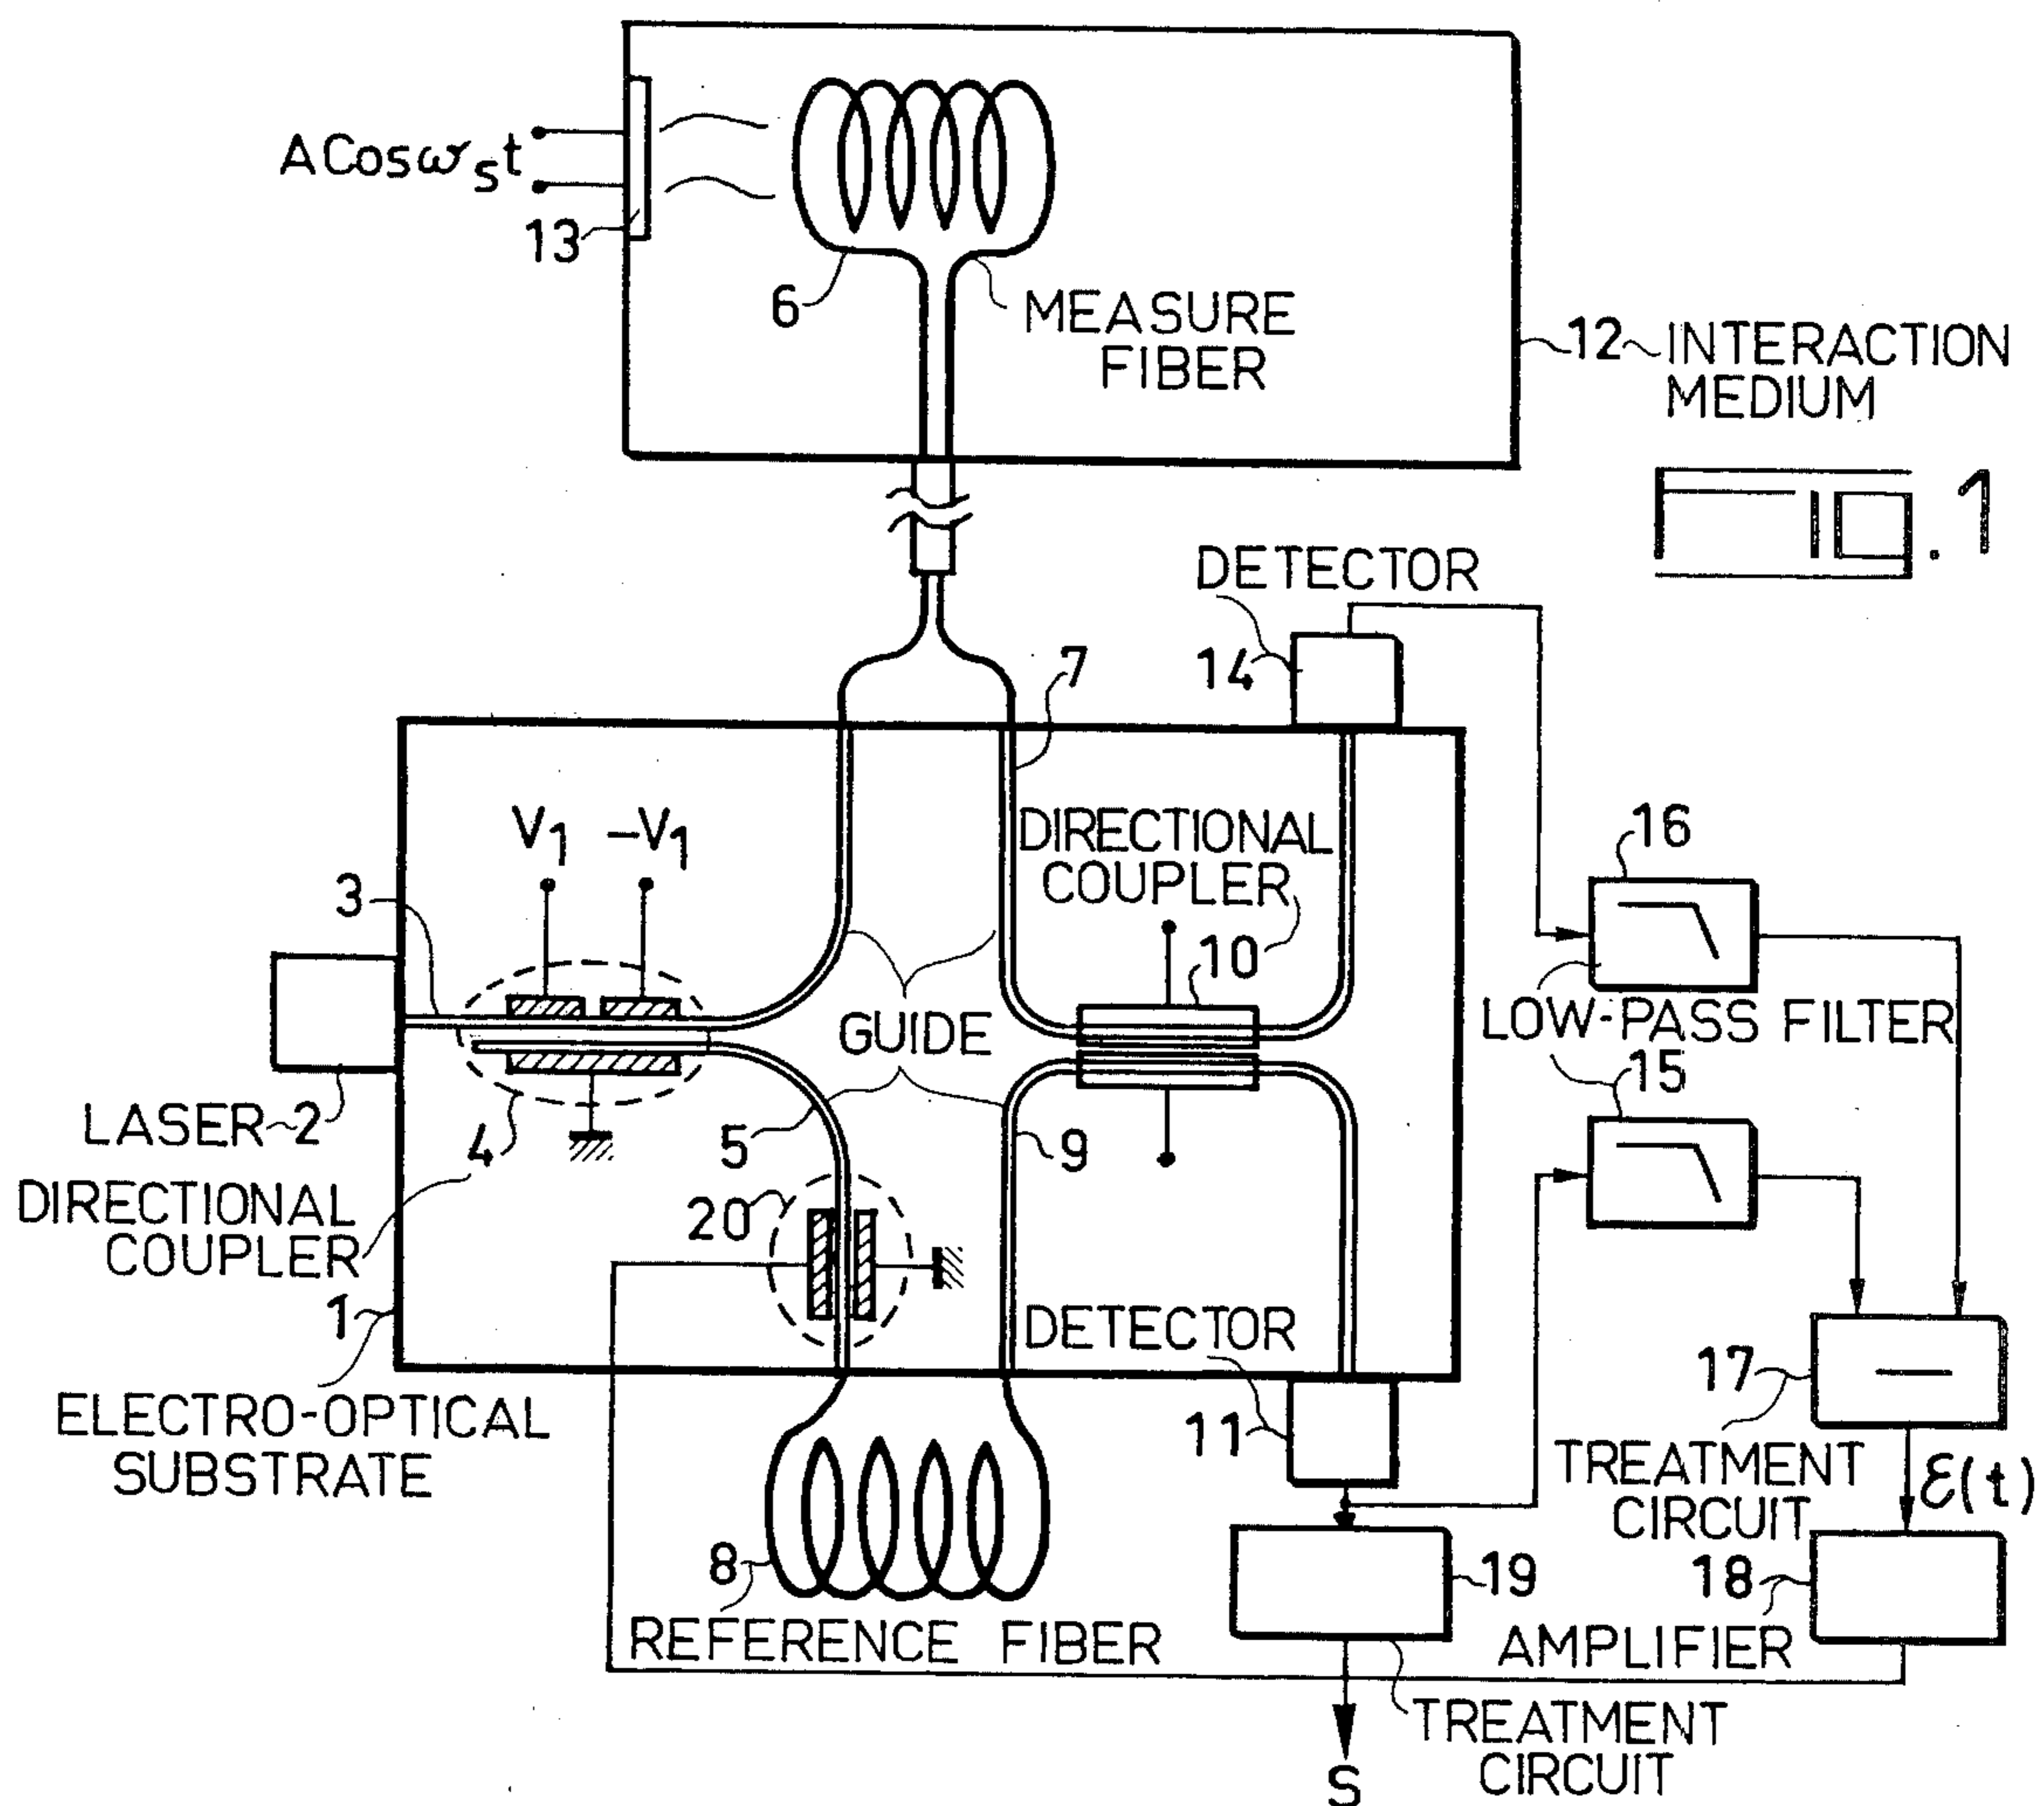 ACosω_st
13
6
MEASURE
FIBER
12 INTERACTION
MEDIUM
FIG.1
DETECTOR
14
7
V1
-V1
DIRECTIONAL
COUPLER
10
16
3
GUIDE
LOW-PASS FILTER
15
LASER 2
4
5
9
DIRECTIONAL
COUPLER
20
1
DETECTOR
ELECTRO-OPTICAL
SUBSTRATE
11
17
TREATMENT
CIRCUIT
ε(t)
8
19
18
REFERENCE FIBER
AMPLIFIER
TREATMENT
CIRCUIT
S